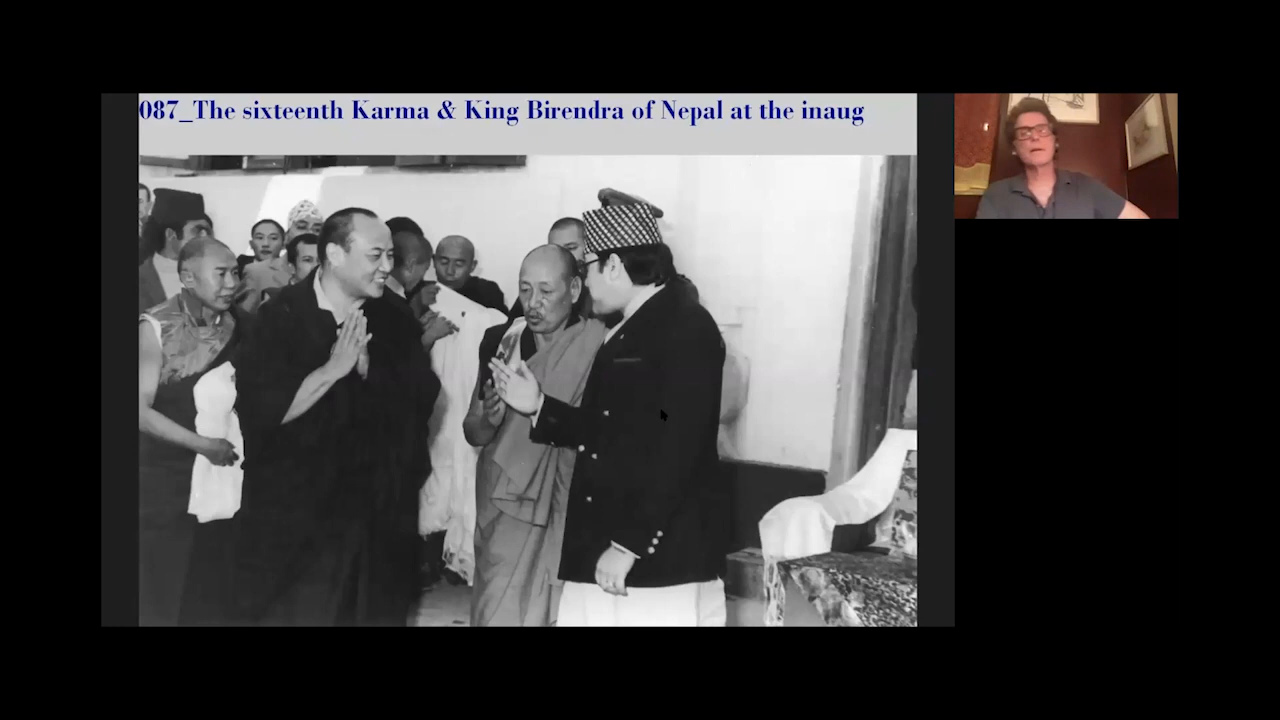 087_The sixteenth Karma & King Birendra of Nepal at the inaug